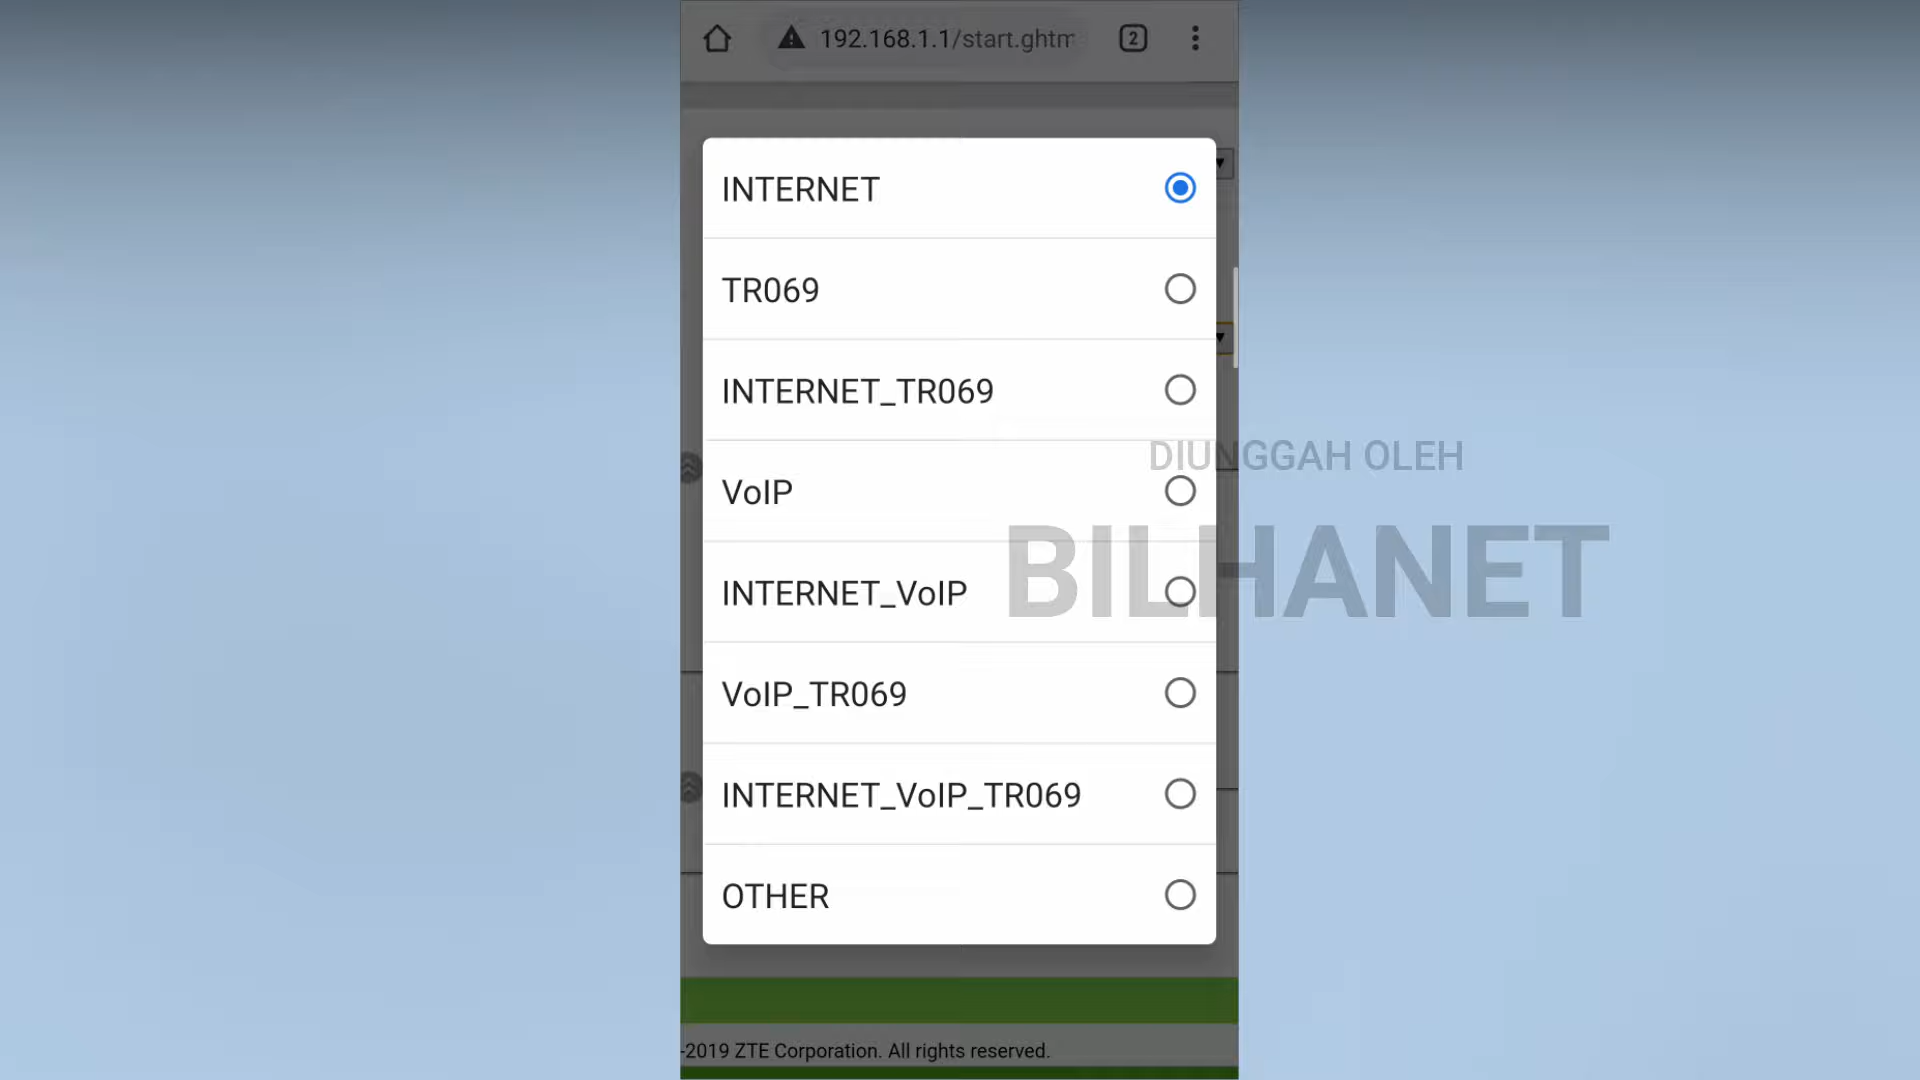 192.168.1.1/start.ghtm
2
INTERNET
TR069
INTERNET_TR069
DIUNGGAH OLEH
VoIP
BILHANET
INTERNET_VoIP
VoIP_TR069
INTERNET_VoIP_TR069
OTHER
-2019 ZTE Corporation. All rights reserved.